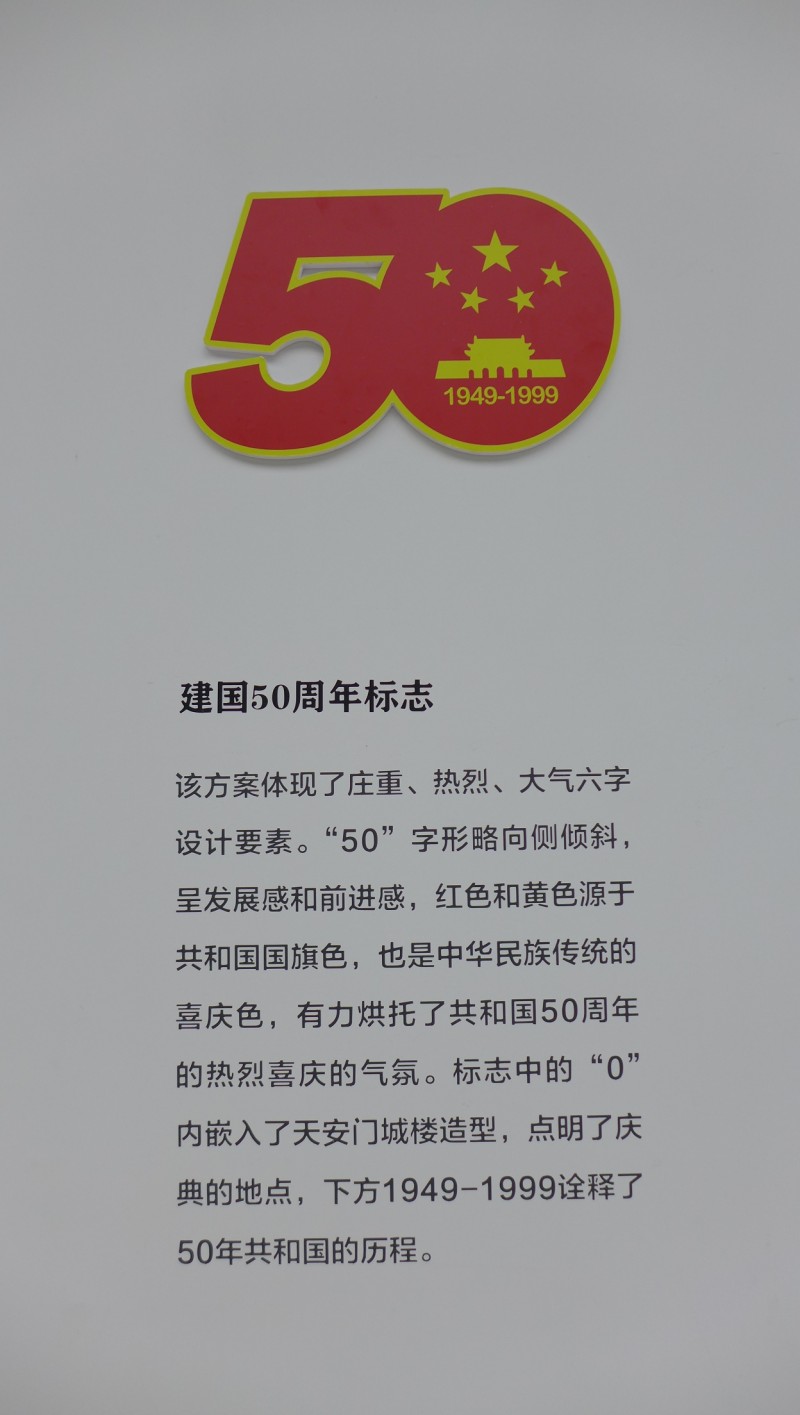 50
1949-1999
建国50周年标志
该方案体现了庄重、热烈、大气六字
设计要素。“50”字形略向侧倾斜，
呈发展感和前进感，红色和黄色源于
共和国国旗色，也是中华民族传统的
喜庆色，有力烘托了共和国50周年
的热烈喜庆的气氛。标志中的“0”
内嵌入了天安门城楼造型，点明了庆
典的地点，下方1949-1999诠释了
50年共和国的历程。